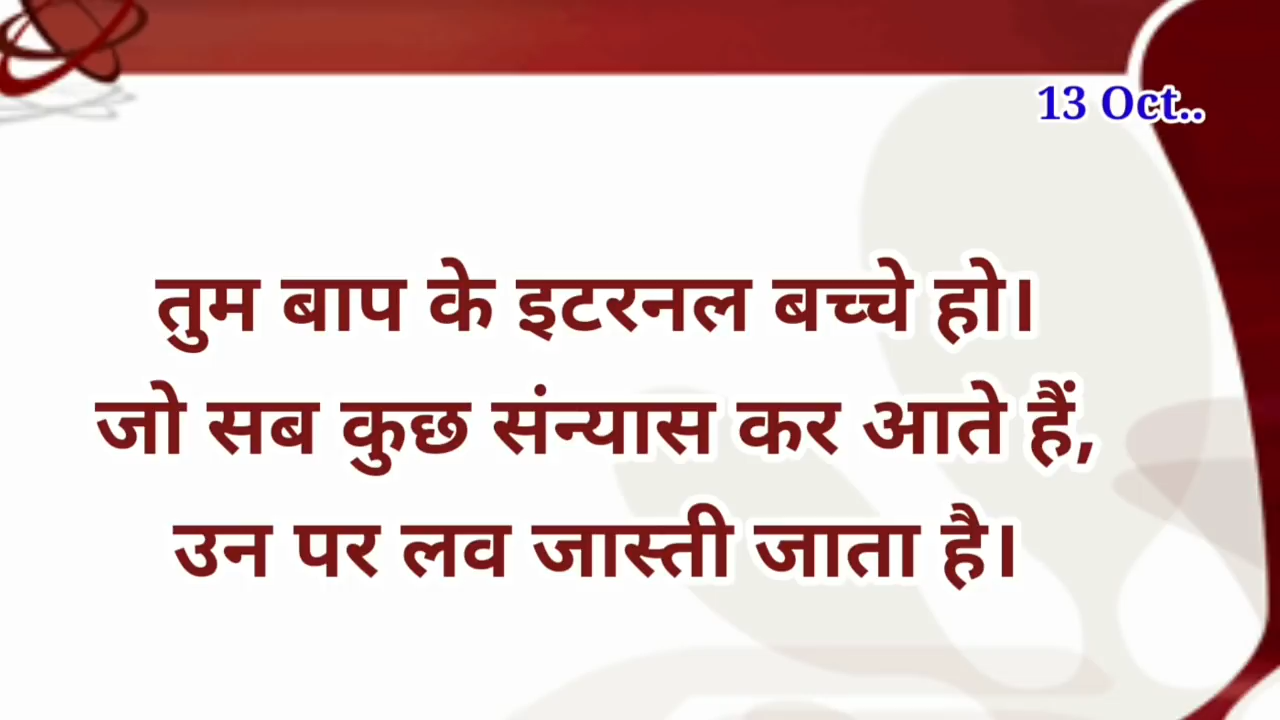 13 Oct..
तुम बाप के इटरनल बच्चे हो।
जो सब कुछ संन्यास कर आते हैं,
उन पर लव जास्ती जाता है।